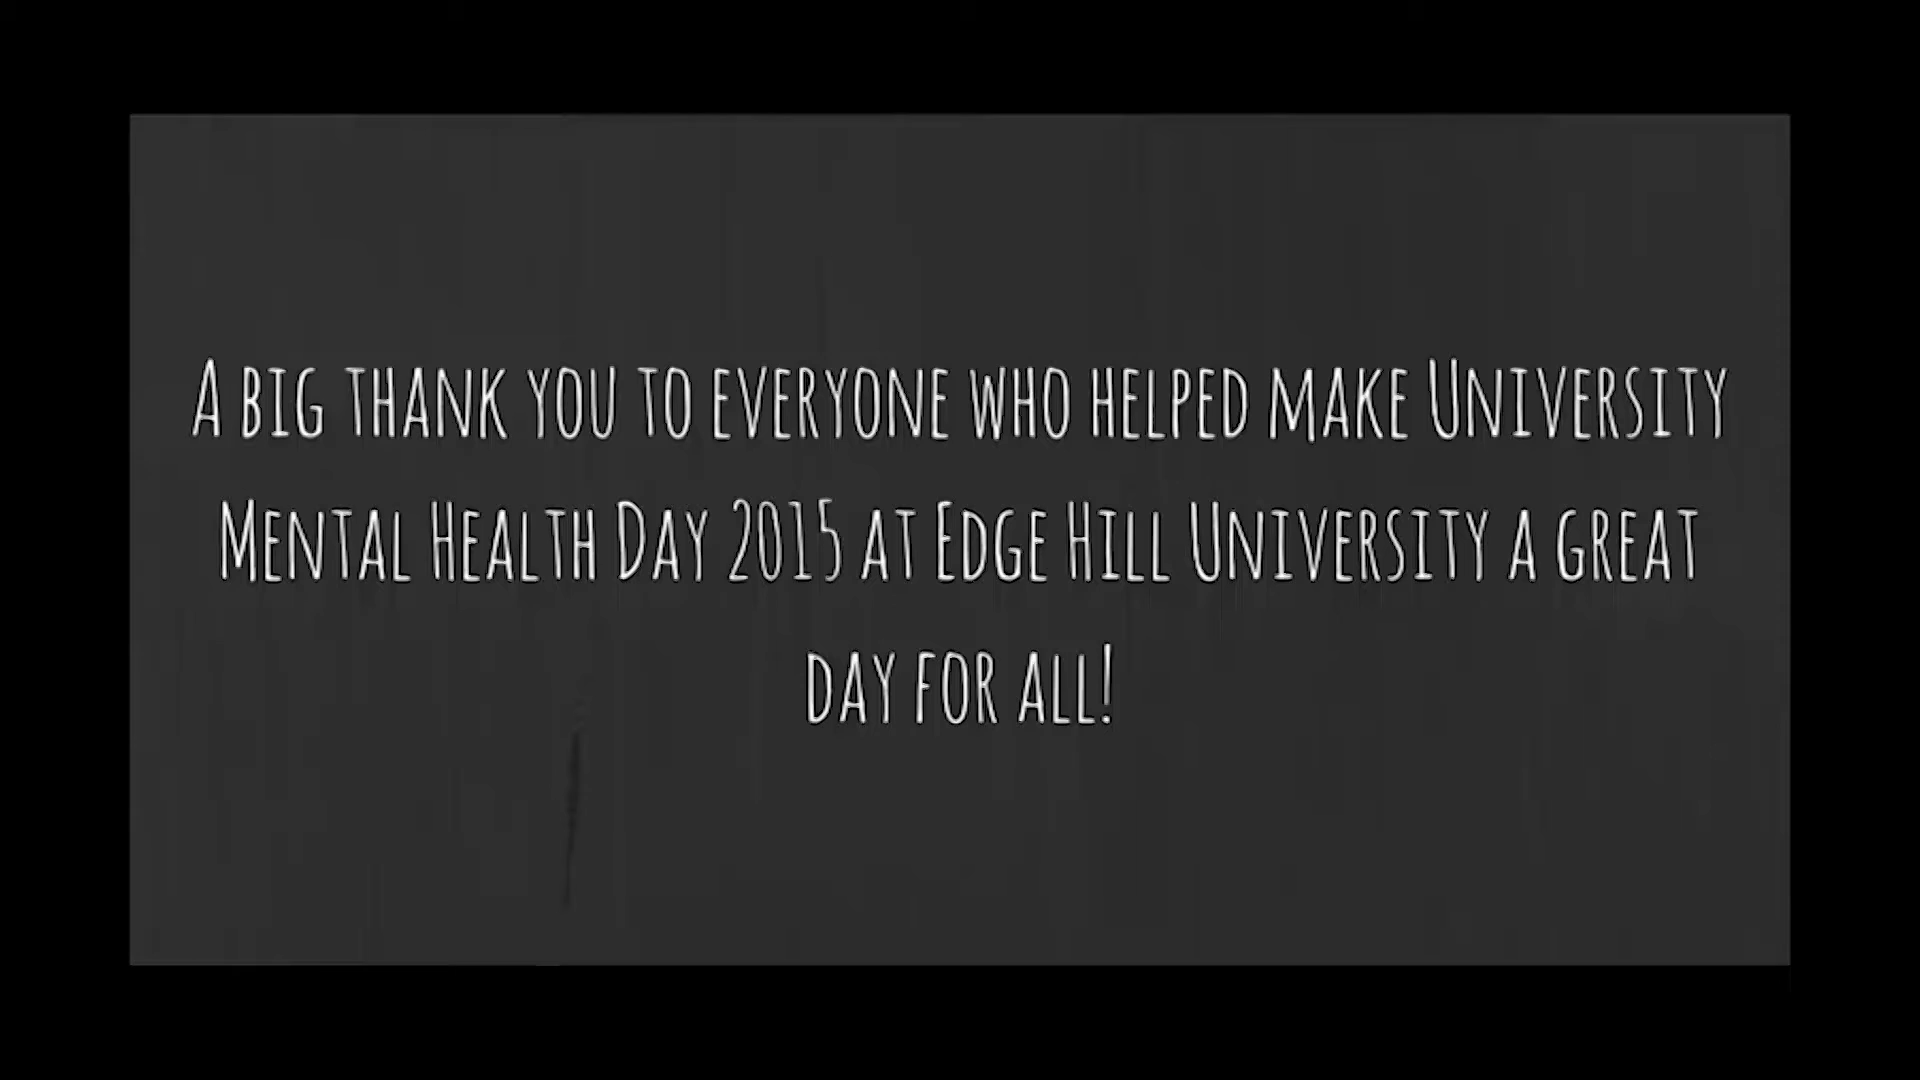 A big thank you to everyone who helped make University
Mental Health Day 2015 at Edge Hill University a great
day for all!